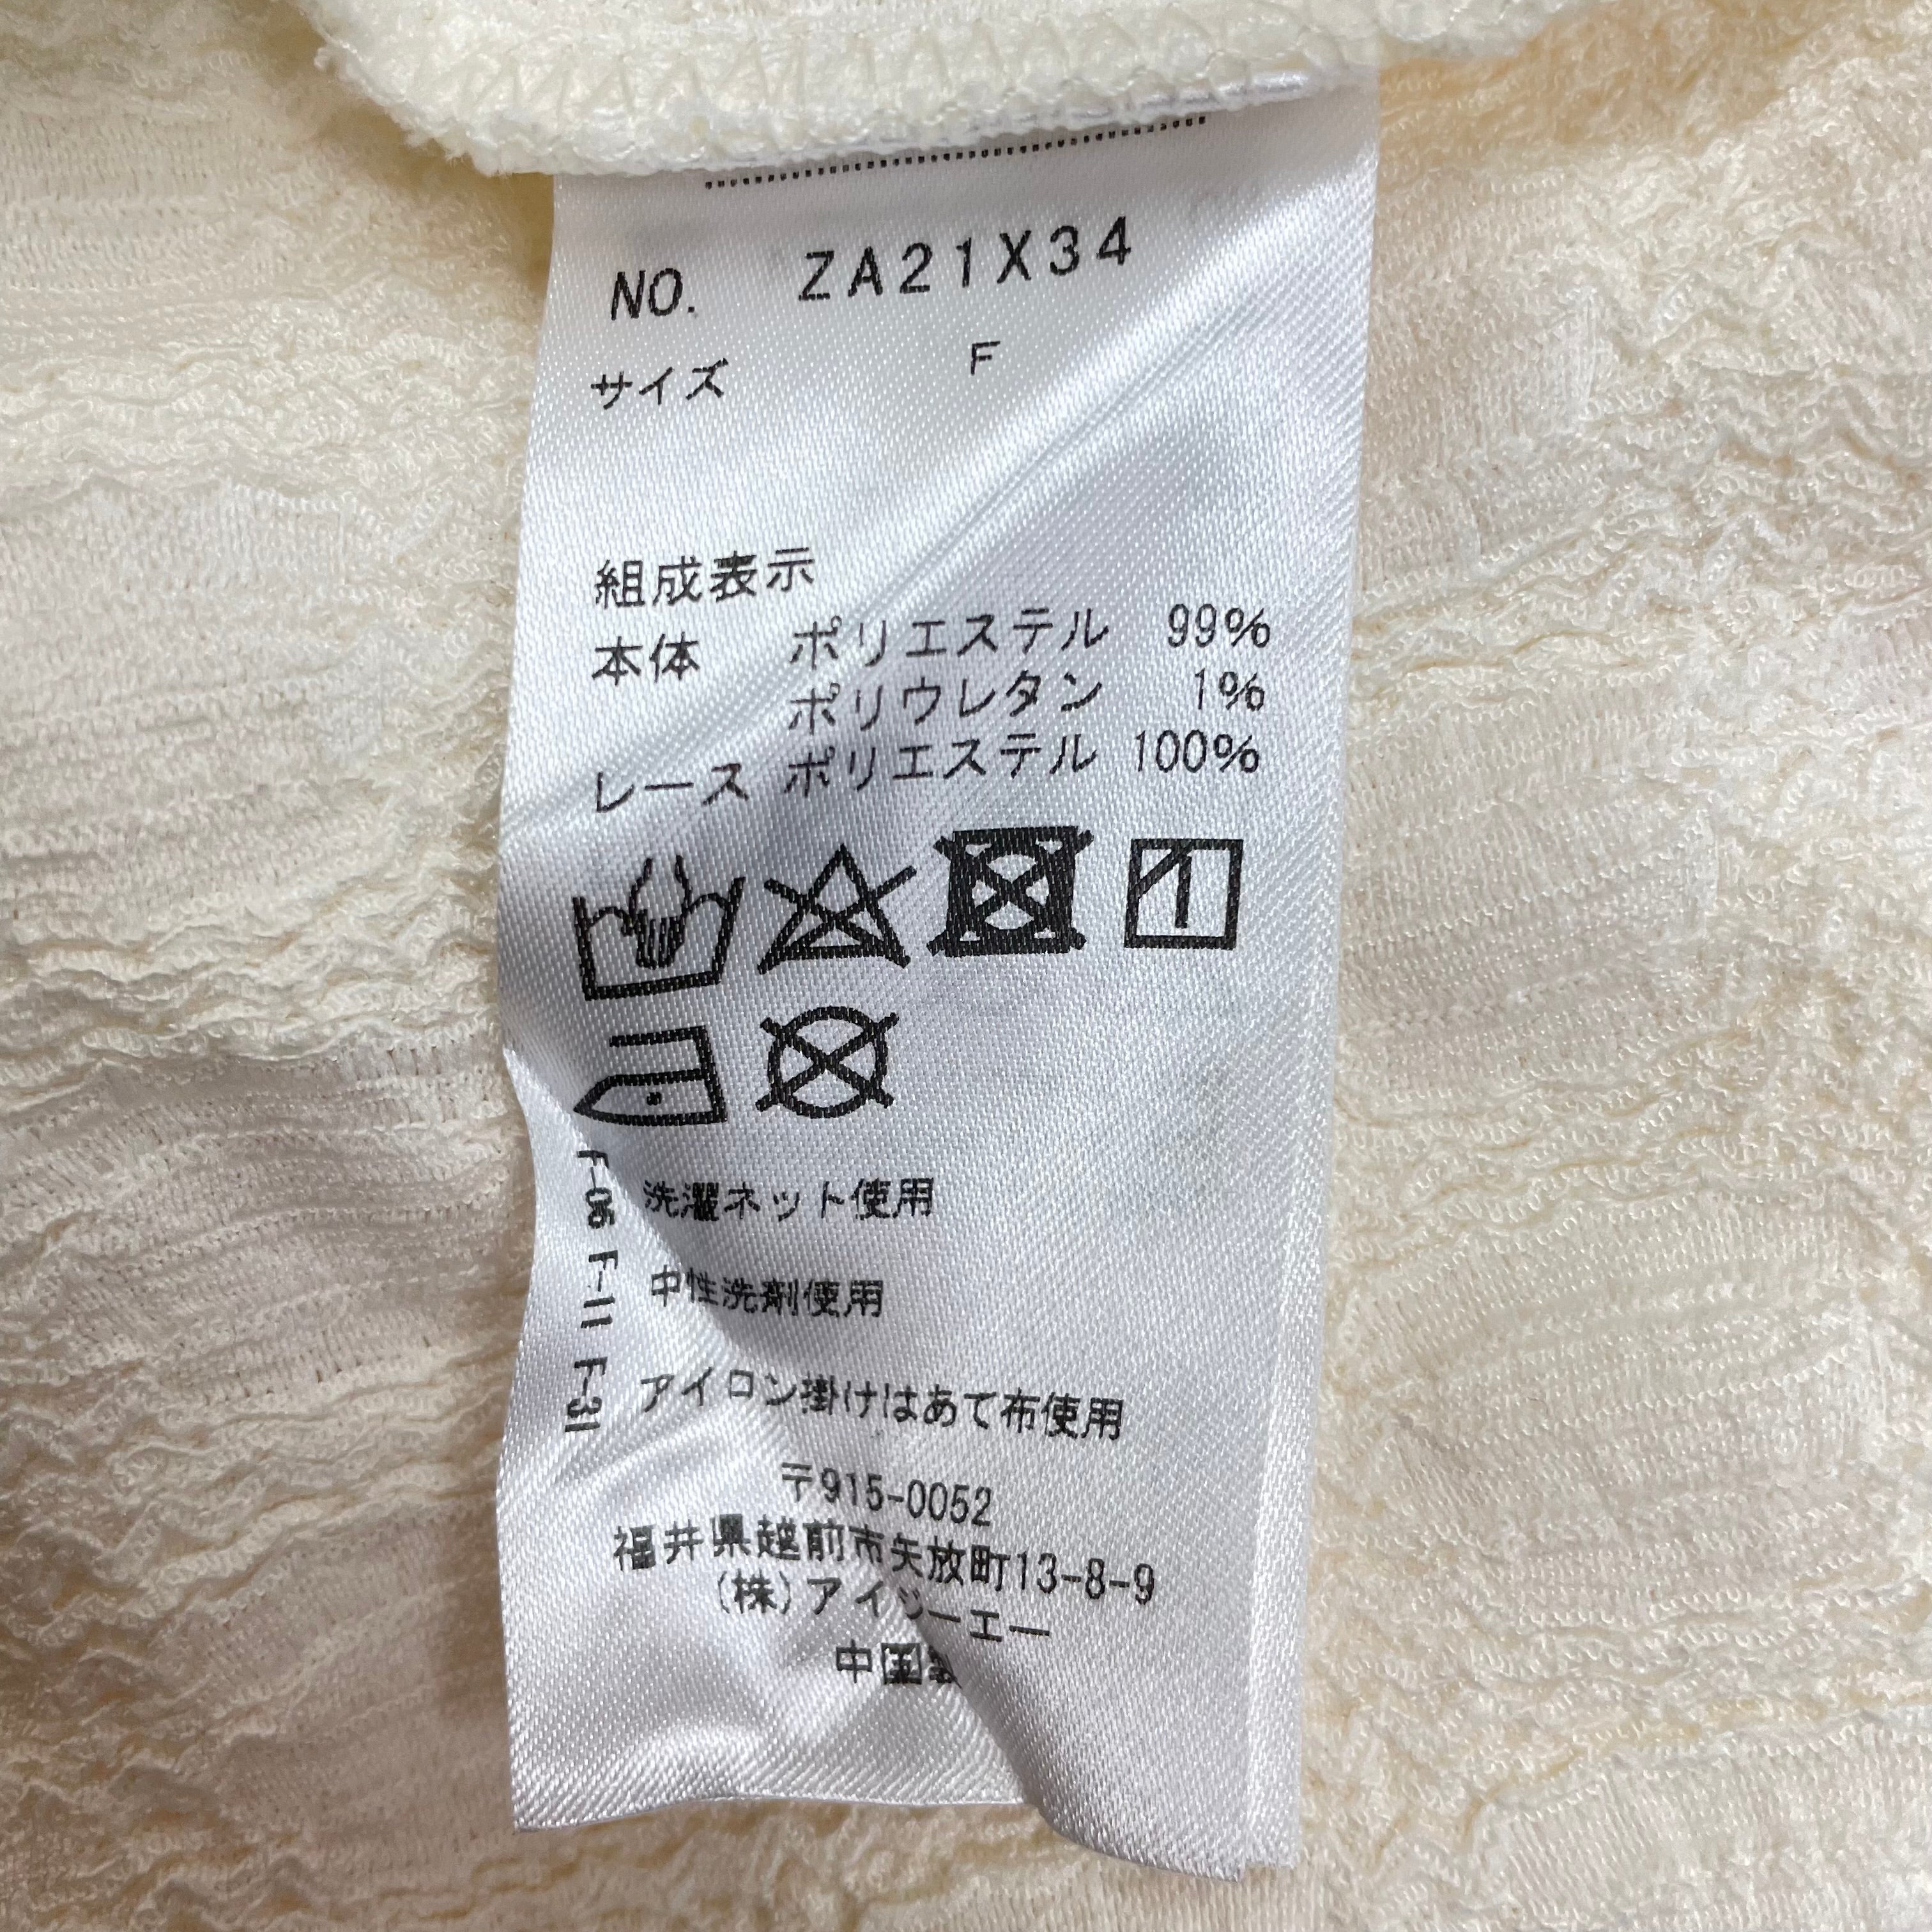 NO. ZA21X34
サイズ F
組成表示
本体 ポリエステル 99%
ポリウレタン 1%
レース ポリエステル 100%
洗濯ネット使用
中性洗剤使用
アイロン掛けはあて布使用
F-06 F-11 F-31
〒915-0052
福井県越前市矢放町13-8-9
(株)アイジーエー
中国製